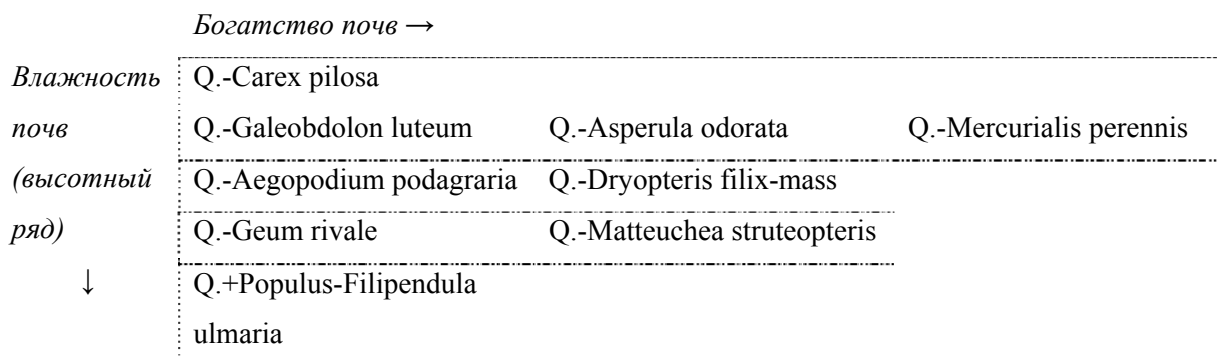 Богатство почв →
Влажность Q.-Carex pilosa
почв Q.-Galeobdolon luteum Q.-Asperula odorata Q.-Mercurialis perennis
(высотный Q.-Aegopodium podagraria Q.-Dryopteris filix-mass
ряд) Q.-Geum rivale Q.-Matteuchea struteopteris
↓ Q.+Populus-Filipendula
ulmaria